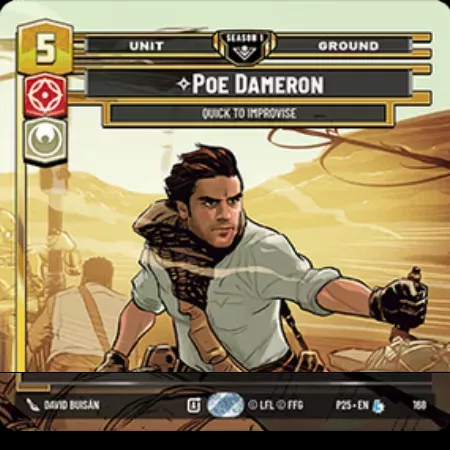 5
SEASON 1
UNIT
GROUND
POE DAMERON
QUICK TO IMPROVISE
DAVID BUISÁN
© LFL © FFG
P25 • EN
168